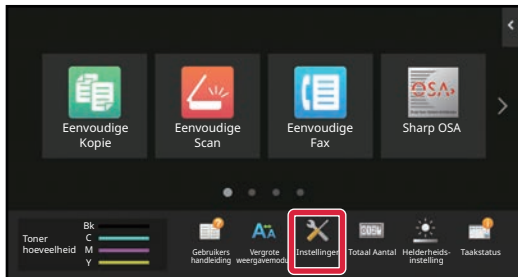 Eenvoudige
Kopie
Eenvoudige
Scan
Eenvoudige
Fax
OSA
Sharp OSA
Toner
hoeveelheid
Bk
C
M
Y
Gebruikers
handleiding
Vergrote
weergavemodus
Instellingen
Totaal Aantal
Helderheids-
instelling
Taakstatus